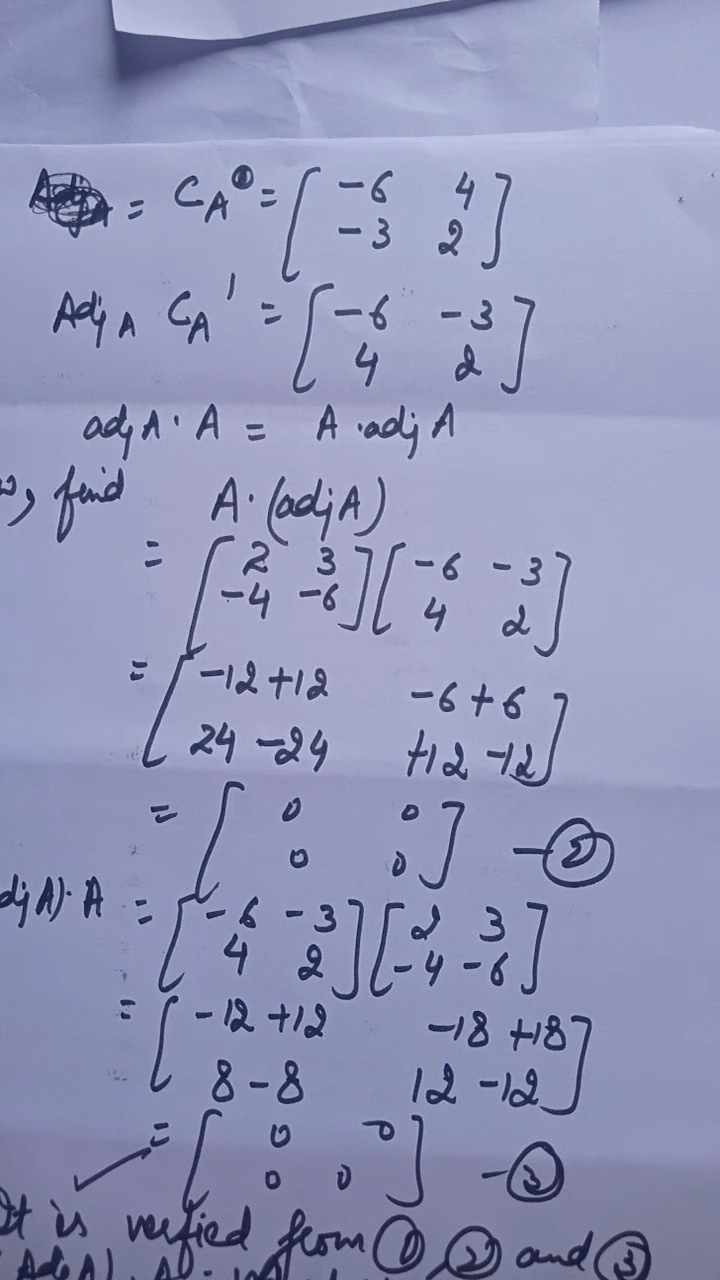 = C_A = [ -6 4
-3 2 ]
Adj A C_A' = [ -6 -3
4 2 ]
adj A · A = A · adj A
, find A · (adj A)
= [ 2 3 ] [ -6 -3 ]
[ -4 -6 ] [ 4 2 ]
= [ -12 +12 -6 + 6 ]
[ 24 -24 +12 -12 ]
= [ 0 0 ] - ②
[ 0 0 ]
dj A) · A = [ -6 -3 ] [ 2 3 ]
[ 4 2 ] [ -4 -6 ]
= [ -12 +12 -18 +18 ]
[ 8 - 8 12 -12 ]
= [ 0 0 ] - ③
[ 0 0 ]
It is verified from ① , ② and ③
Adj A) · A